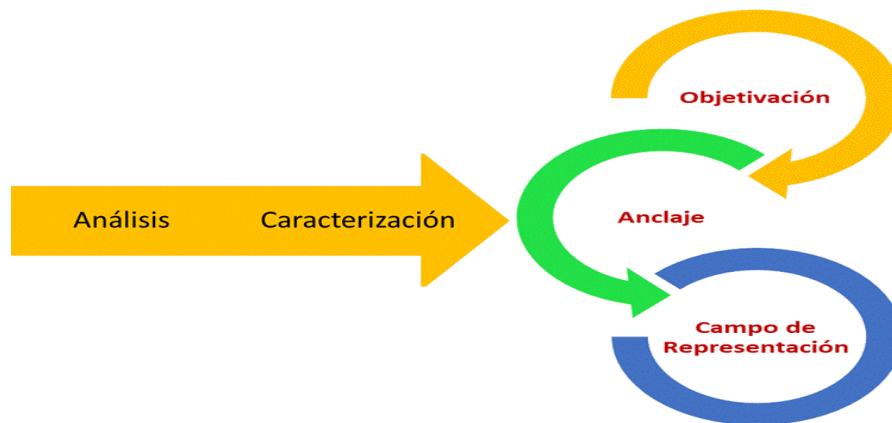 Objetivación
Análisis Caracterización
Anclaje
Campo de
Representación